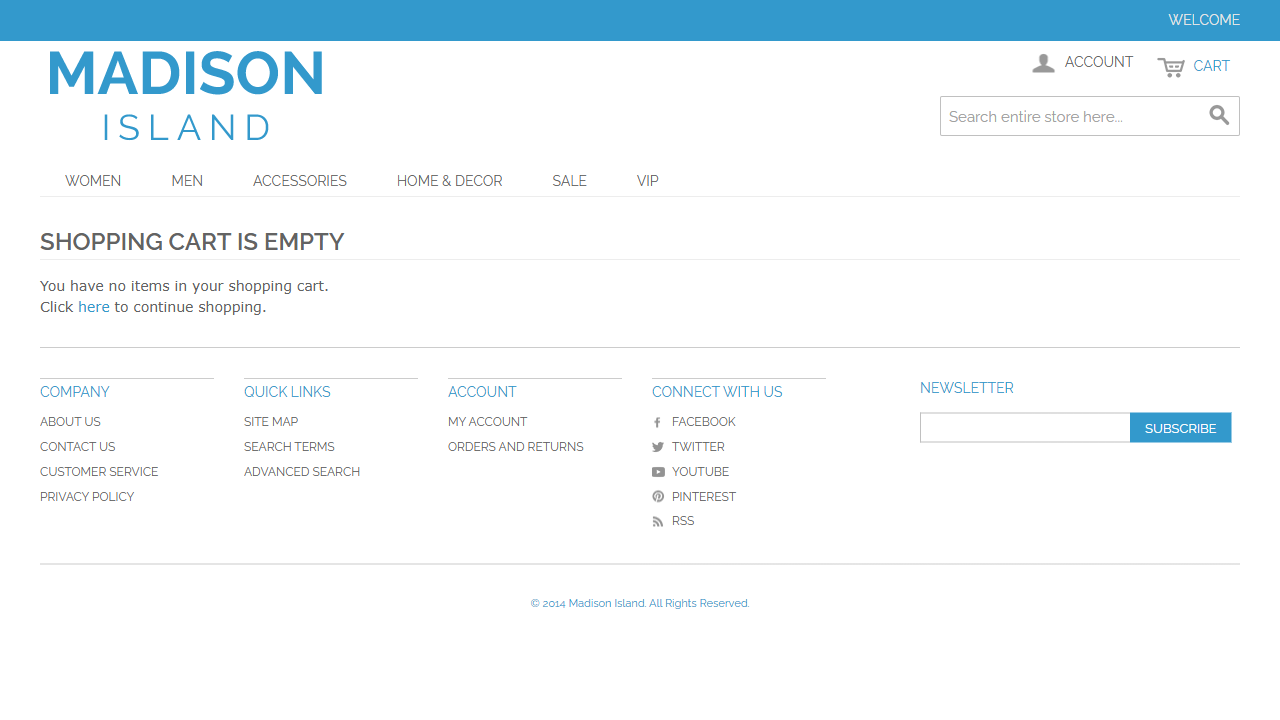 WELCOME
MADISON
ISLAND
ACCOUNT
CART
Search entire store here...
WOMEN
MEN
ACCESSORIES
HOME & DECOR
SALE
VIP
SHOPPING CART IS EMPTY
You have no items in your shopping cart.
Click here to continue shopping.
COMPANY
ABOUT US
CONTACT US
CUSTOMER SERVICE
PRIVACY POLICY
QUICK LINKS
SITE MAP
SEARCH TERMS
ADVANCED SEARCH
ACCOUNT
MY ACCOUNT
ORDERS AND RETURNS
CONNECT WITH US
FACEBOOK
TWITTER
YOUTUBE
PINTEREST
RSS
NEWSLETTER
SUBSCRIBE
© 2014 Madison Island. All Rights Reserved.